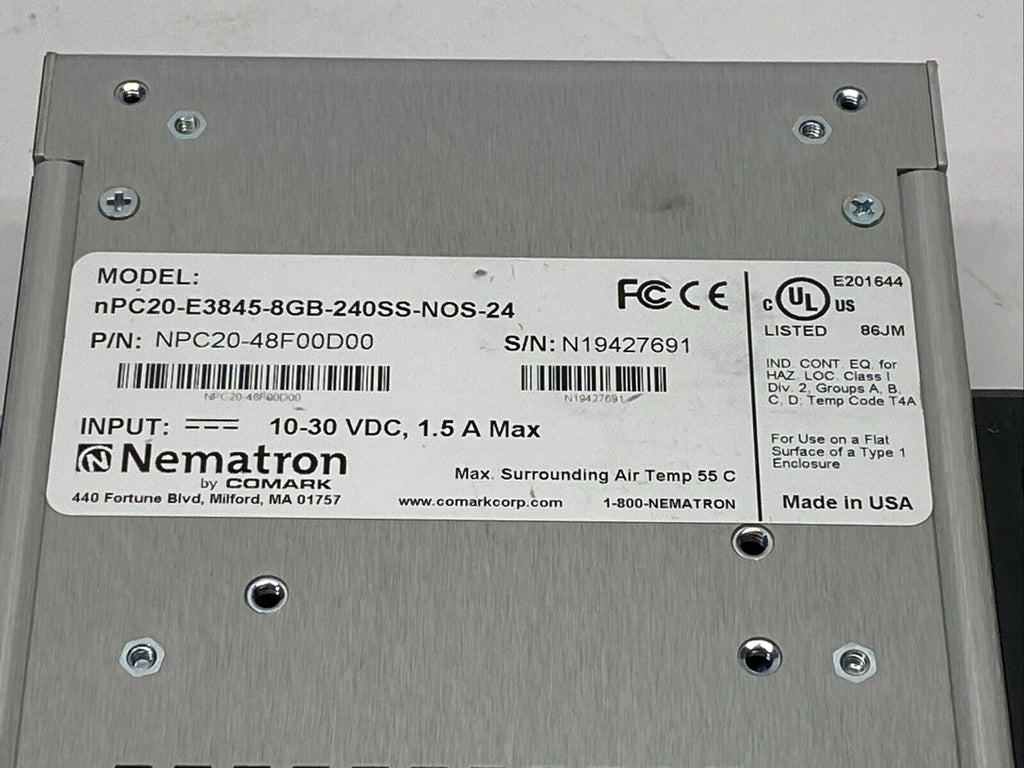 MODEL:
nPC20-E3845-8GB-240SS-NOS-24
P/N: NPC20-48F00D00
S/N: N19427691
NPC20-48F00D00
N19427691
INPUT: 10-30 VDC, 1.5 A Max
Nematron
by COMARK
Max. Surrounding Air Temp 55 C
440 Fortune Blvd, Milford, MA 01757
www.comarkcorp.com
1-800-NEMATRON
FC CE
E201644
C UL US
LISTED 86JM
IND. CONT. EQ. for
HAZ. LOC. Class I
Div. 2, Groups A, B,
C, D; Temp Code T4A
For Use on a Flat
Surface of a Type 1
Enclosure
Made in USA